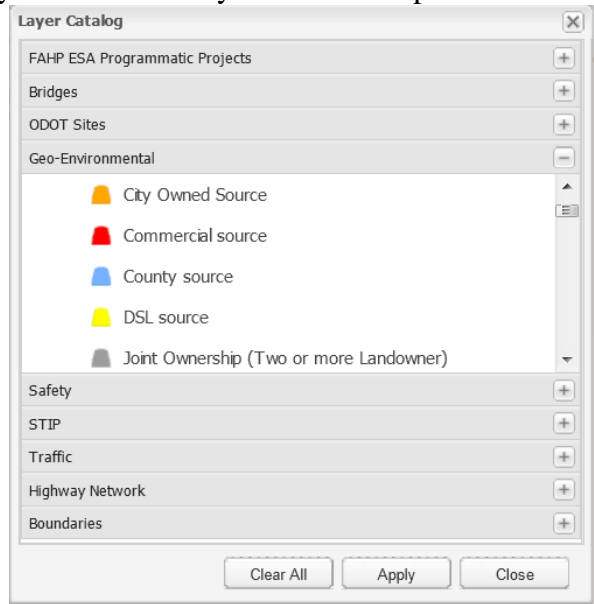 Layer Catalog
FAHP ESA Programmatic Projects
Bridges
ODOT Sites
Geo-Environmental
City Owned Source
Commercial source
County source
DSL source
Joint Ownership (Two or more Landowner)
Safety
STIP
Traffic
Highway Network
Boundaries
Clear All Apply Close